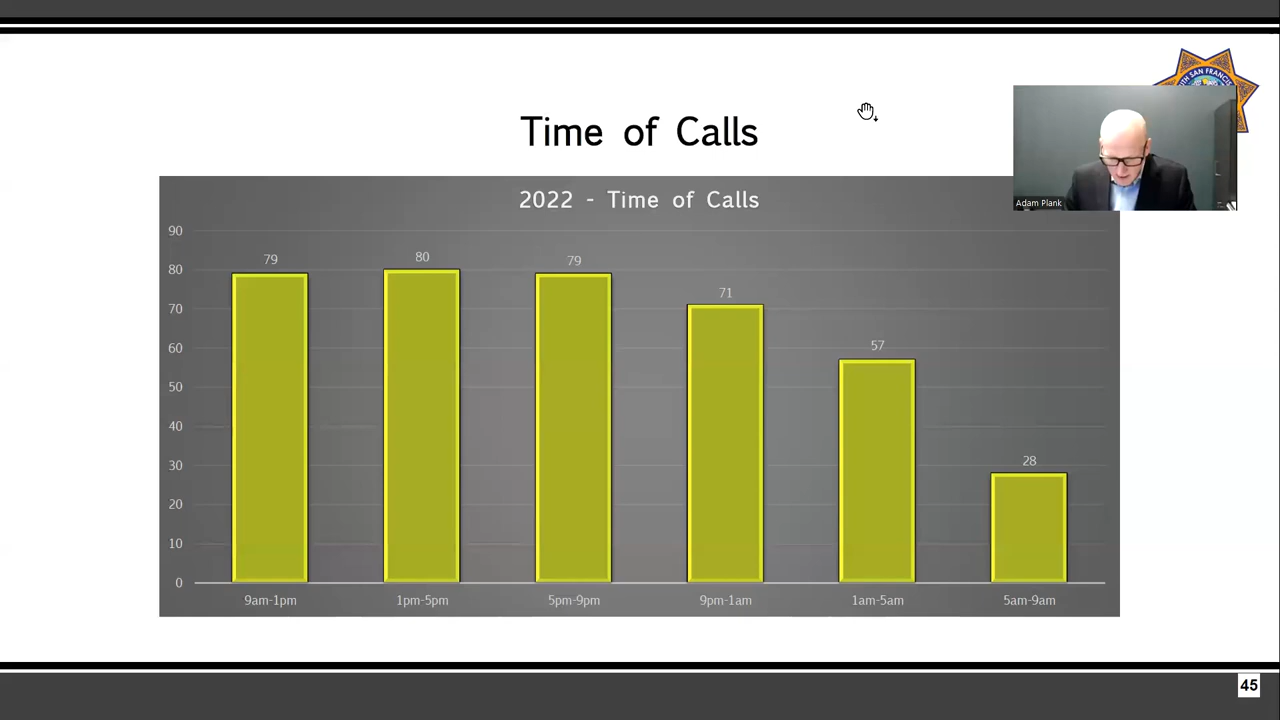 Time of Calls
2022 - Time of Calls
90
80
70
60
50
40
30
20
10
0
79
80
79
71
57
28
9am-1pm
1pm-5pm
5pm-9pm
9pm-1am
1am-5am
5am-9am
SAN FRANCIS
Adam Plank
45